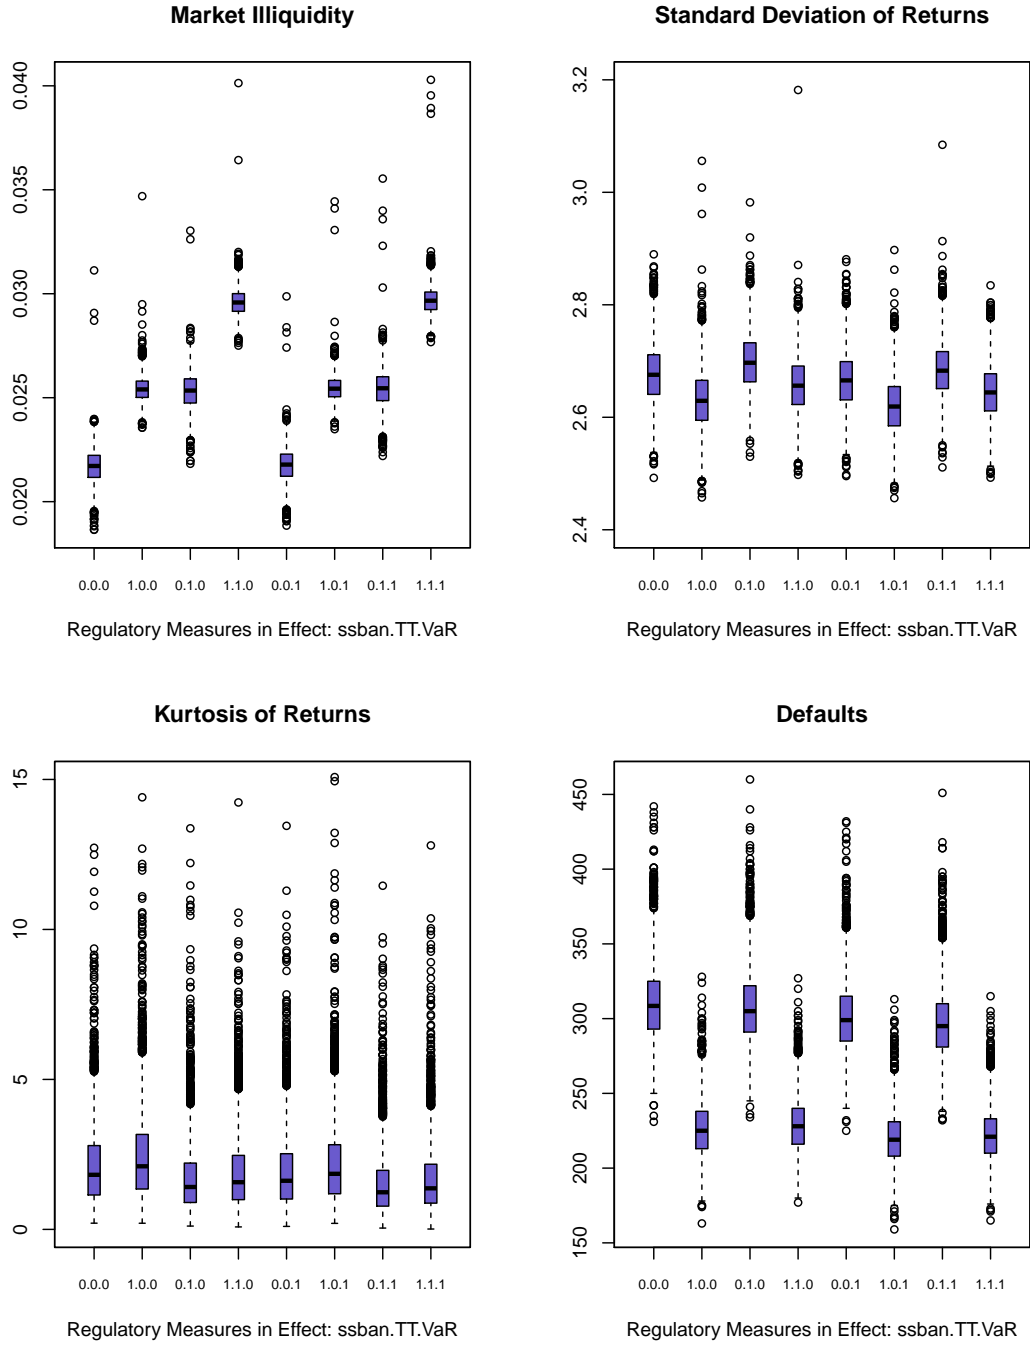 Market Illiquidity
0.040
0.035
0.030
0.025
0.020
0.0.0 1.0.0 0.1.0 1.1.0 0.0.1 1.0.1 0.1.1 1.1.1
Regulatory Measures in Effect: ssban.TT.VaR
Standard Deviation of Returns
3.2
3.0
2.8
2.6
2.4
0.0.0 1.0.0 0.1.0 1.1.0 0.0.1 1.0.1 0.1.1 1.1.1
Regulatory Measures in Effect: ssban.TT.VaR
Kurtosis of Returns
15
10
5
0
0.0.0 1.0.0 0.1.0 1.1.0 0.0.1 1.0.1 0.1.1 1.1.1
Regulatory Measures in Effect: ssban.TT.VaR
Defaults
450
400
350
300
250
200
150
0.0.0 1.0.0 0.1.0 1.1.0 0.0.1 1.0.1 0.1.1 1.1.1
Regulatory Measures in Effect: ssban.TT.VaR